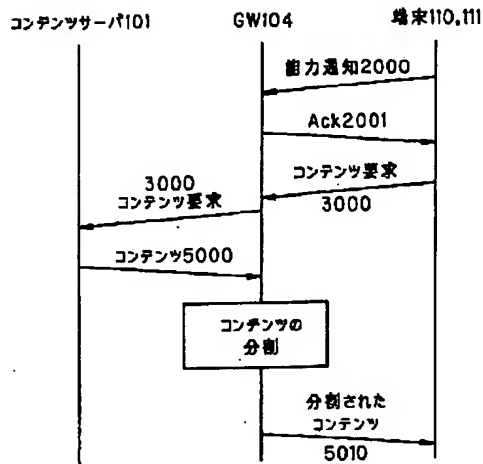 コンテンツサーバ101 GW104 端末110,111
能力通知2000
Ack2001
コンテンツ要求
3000
3000
コンテンツ要求
コンテンツ5000
コンテンツの
分割
分割された
コンテンツ
5010